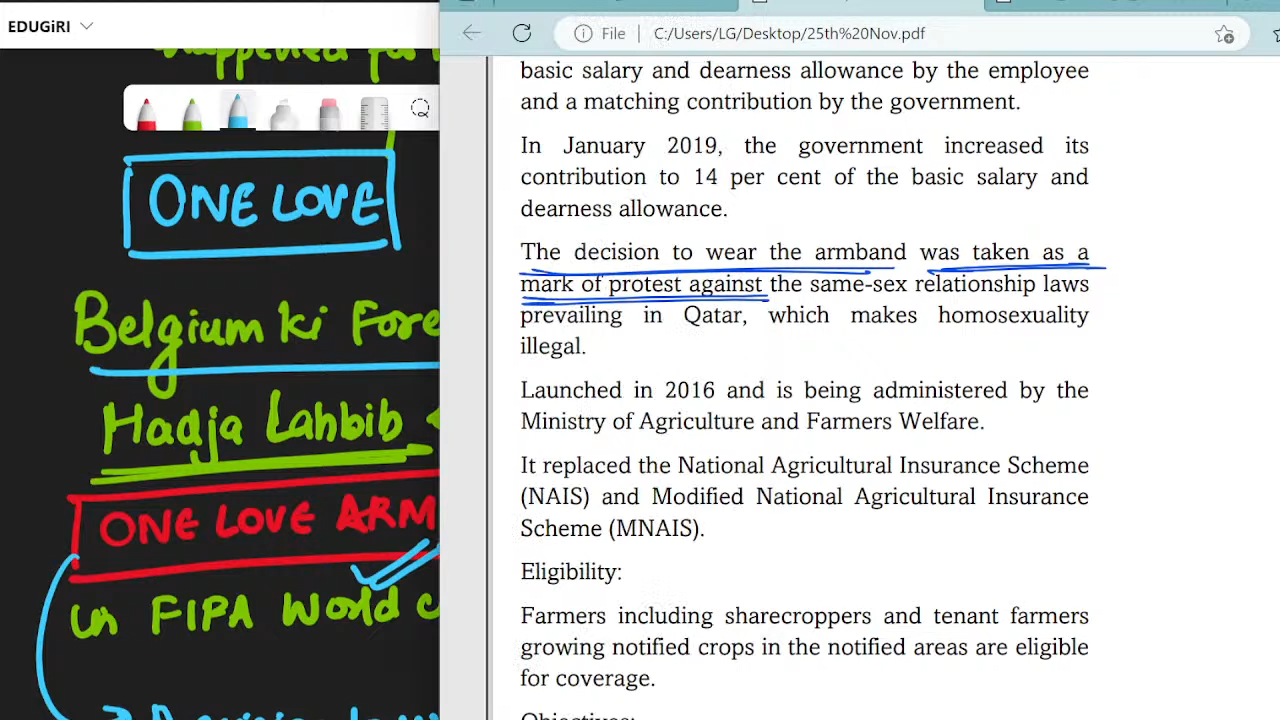 EDUGiRI
happened for
ONE LOVE
Belgium ki Fore
Hadja Lahbib
ONE LOVE ARM
in FIPA World c
File
C:/Users/LG/Desktop/25th%20Nov.pdf
basic salary and dearness allowance by the employee
and a matching contribution by the government.
In January 2019, the government increased its
contribution to 14 per cent of the basic salary and
dearness allowance.
The decision to wear the armband was taken as a
mark of protest against the same-sex relationship laws
prevailing in Qatar, which makes homosexuality
illegal.
Launched in 2016 and is being administered by the
Ministry of Agriculture and Farmers Welfare.
It replaced the National Agricultural Insurance Scheme
(NAIS) and Modified National Agricultural Insurance
Scheme (MNAIS).
Eligibility:
Farmers including sharecroppers and tenant farmers
growing notified crops in the notified areas are eligible
for coverage.
Objectives: